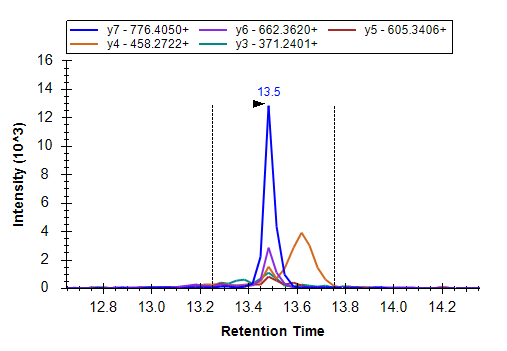 y7 - 776.4050+ y6 - 662.3620+ y5 - 605.3406+
y4 - 458.2722+ y3 - 371.2401+
16
14
12
10
8
6
4
2
0
Intensity (10^3)
13.5
12.8 13.0 13.2 13.4 13.6 13.8 14.0 14.2
Retention Time